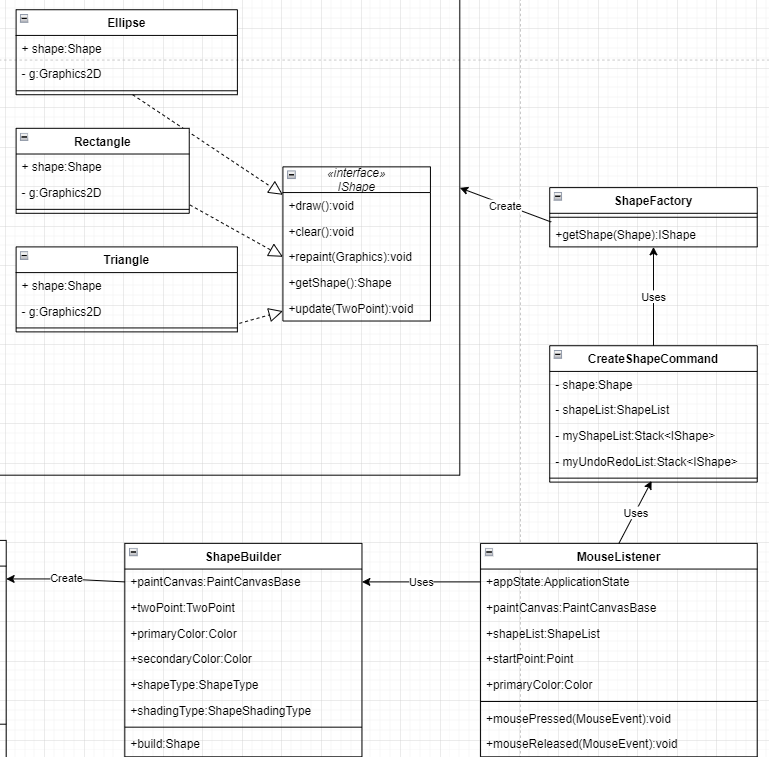 Ellipse
+ shape:Shape
- g:Graphics2D
Rectangle
+ shape:Shape
- g:Graphics2D
Triangle
+ shape:Shape
- g:Graphics2D
«interface»
IShape
+draw():void
+clear():void
+repaint(Graphics):void
+getShape():Shape
+update(TwoPoint):void
Create
ShapeFactory
+getShape(Shape):IShape
Uses
CreateShapeCommand
- shape:Shape
- shapeList:ShapeList
- myShapeList:Stack<IShape>
- myUndoRedoList:Stack<IShape>
Uses
Create
ShapeBuilder
+paintCanvas:PaintCanvasBase
+twoPoint:TwoPoint
+primaryColor:Color
+secondaryColor:Color
+shapeType:ShapeType
+shadingType:ShapeShadingType
+build:Shape
Uses
MouseListener
+appState:ApplicationState
+paintCanvas:PaintCanvasBase
+shapeList:ShapeList
+startPoint:Point
+primaryColor:Color
+mousePressed(MouseEvent):void
+mouseReleased(MouseEvent):void